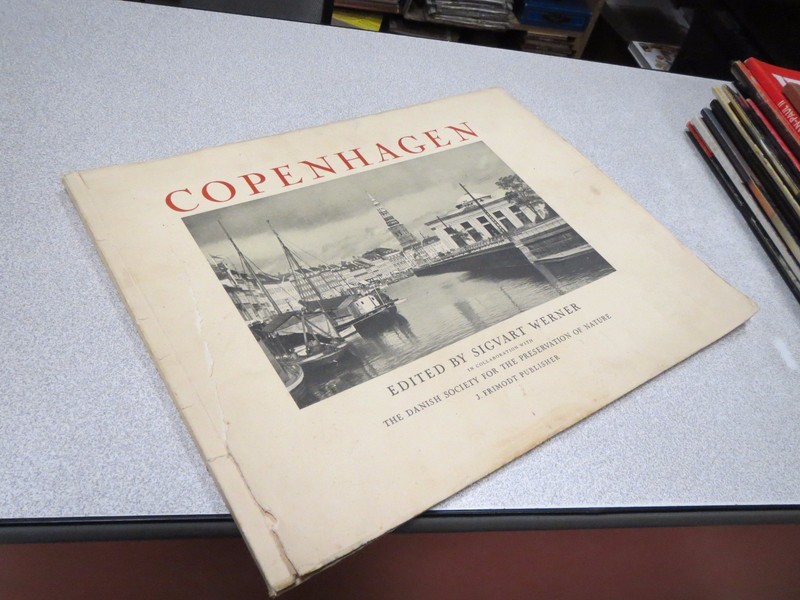 COPENHAGEN
EDITED BY SIGVART WERNER
IN COLLABORATION WITH
THE DANISH SOCIETY FOR THE PRESERVATION OF NATURE
J. FRIMODT PUBLISHER